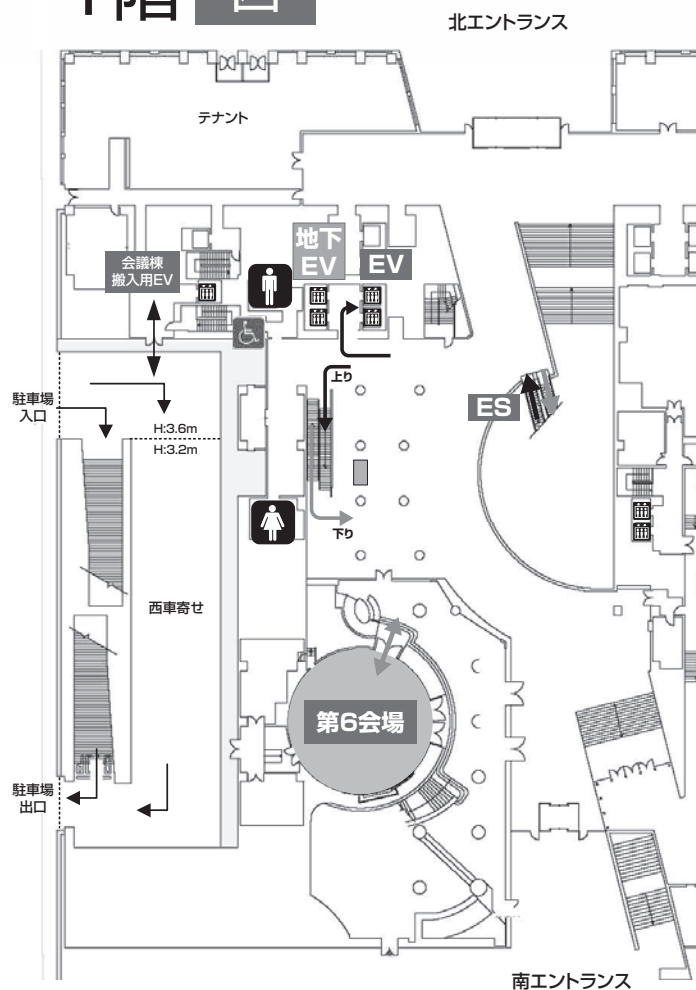 1階 西
北エントランス
テナント
地下
EV
EV
会議棟
搬入用EV
上り
駐車場
入口
ES
H:3.6m
H:3.2m
下り
西車寄せ
第6会場
駐車場
出口
南エントランス